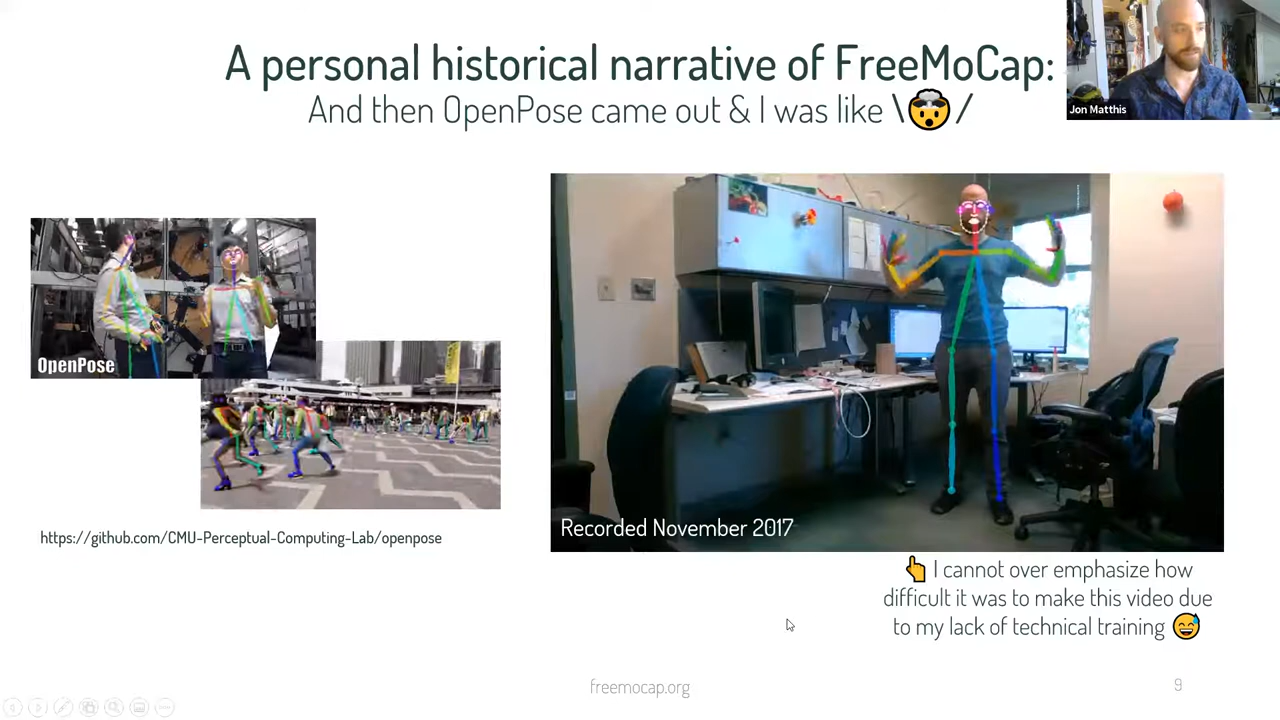 A personal historical narrative of FreeMoCap:
And then OpenPose came out & I was like \🤯/
Jon Matthis
OpenPose
https://github.com/CMU-Perceptual-Computing-Lab/openpose
Recorded November 2017
👆 I cannot over emphasize how
difficult it was to make this video due
to my lack of technical training 😅
freemocap.org
9